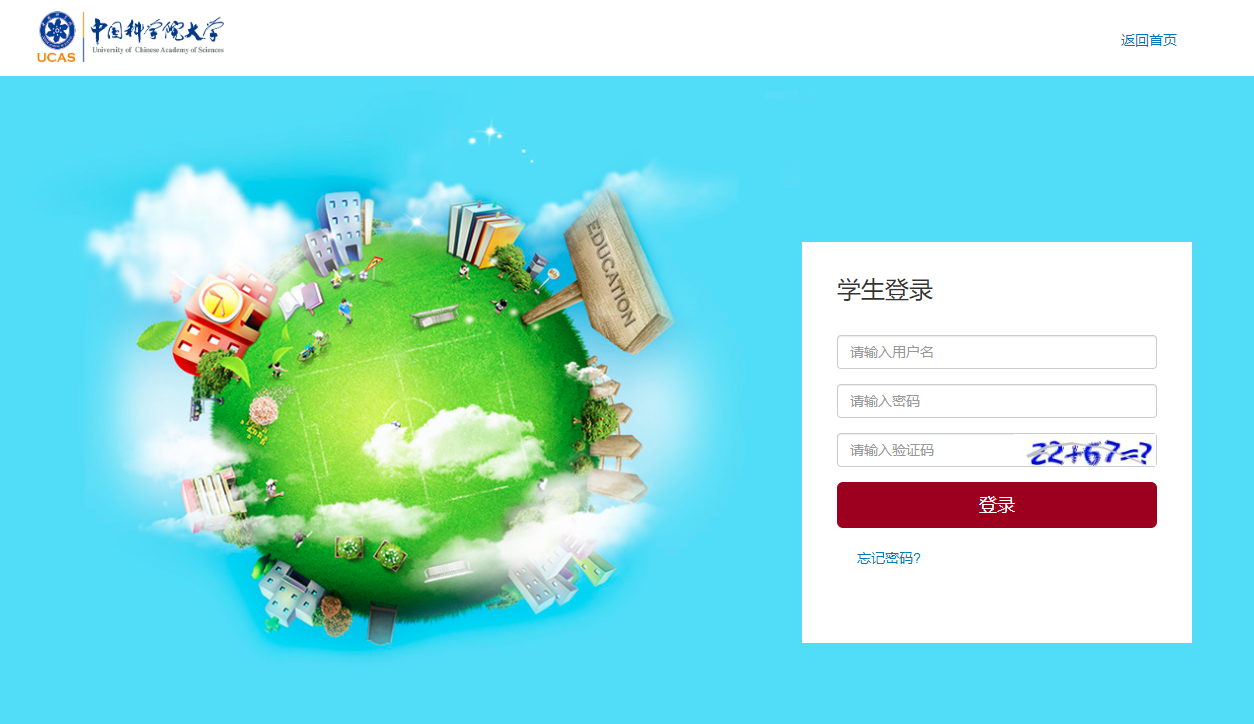 中国科学院大学
University of Chinese Academy of Sciences
UCAS
返回首页
EDUCATION
学生登录
请输入用户名
请输入密码
请输入验证码
22+67=?
登录
忘记密码?